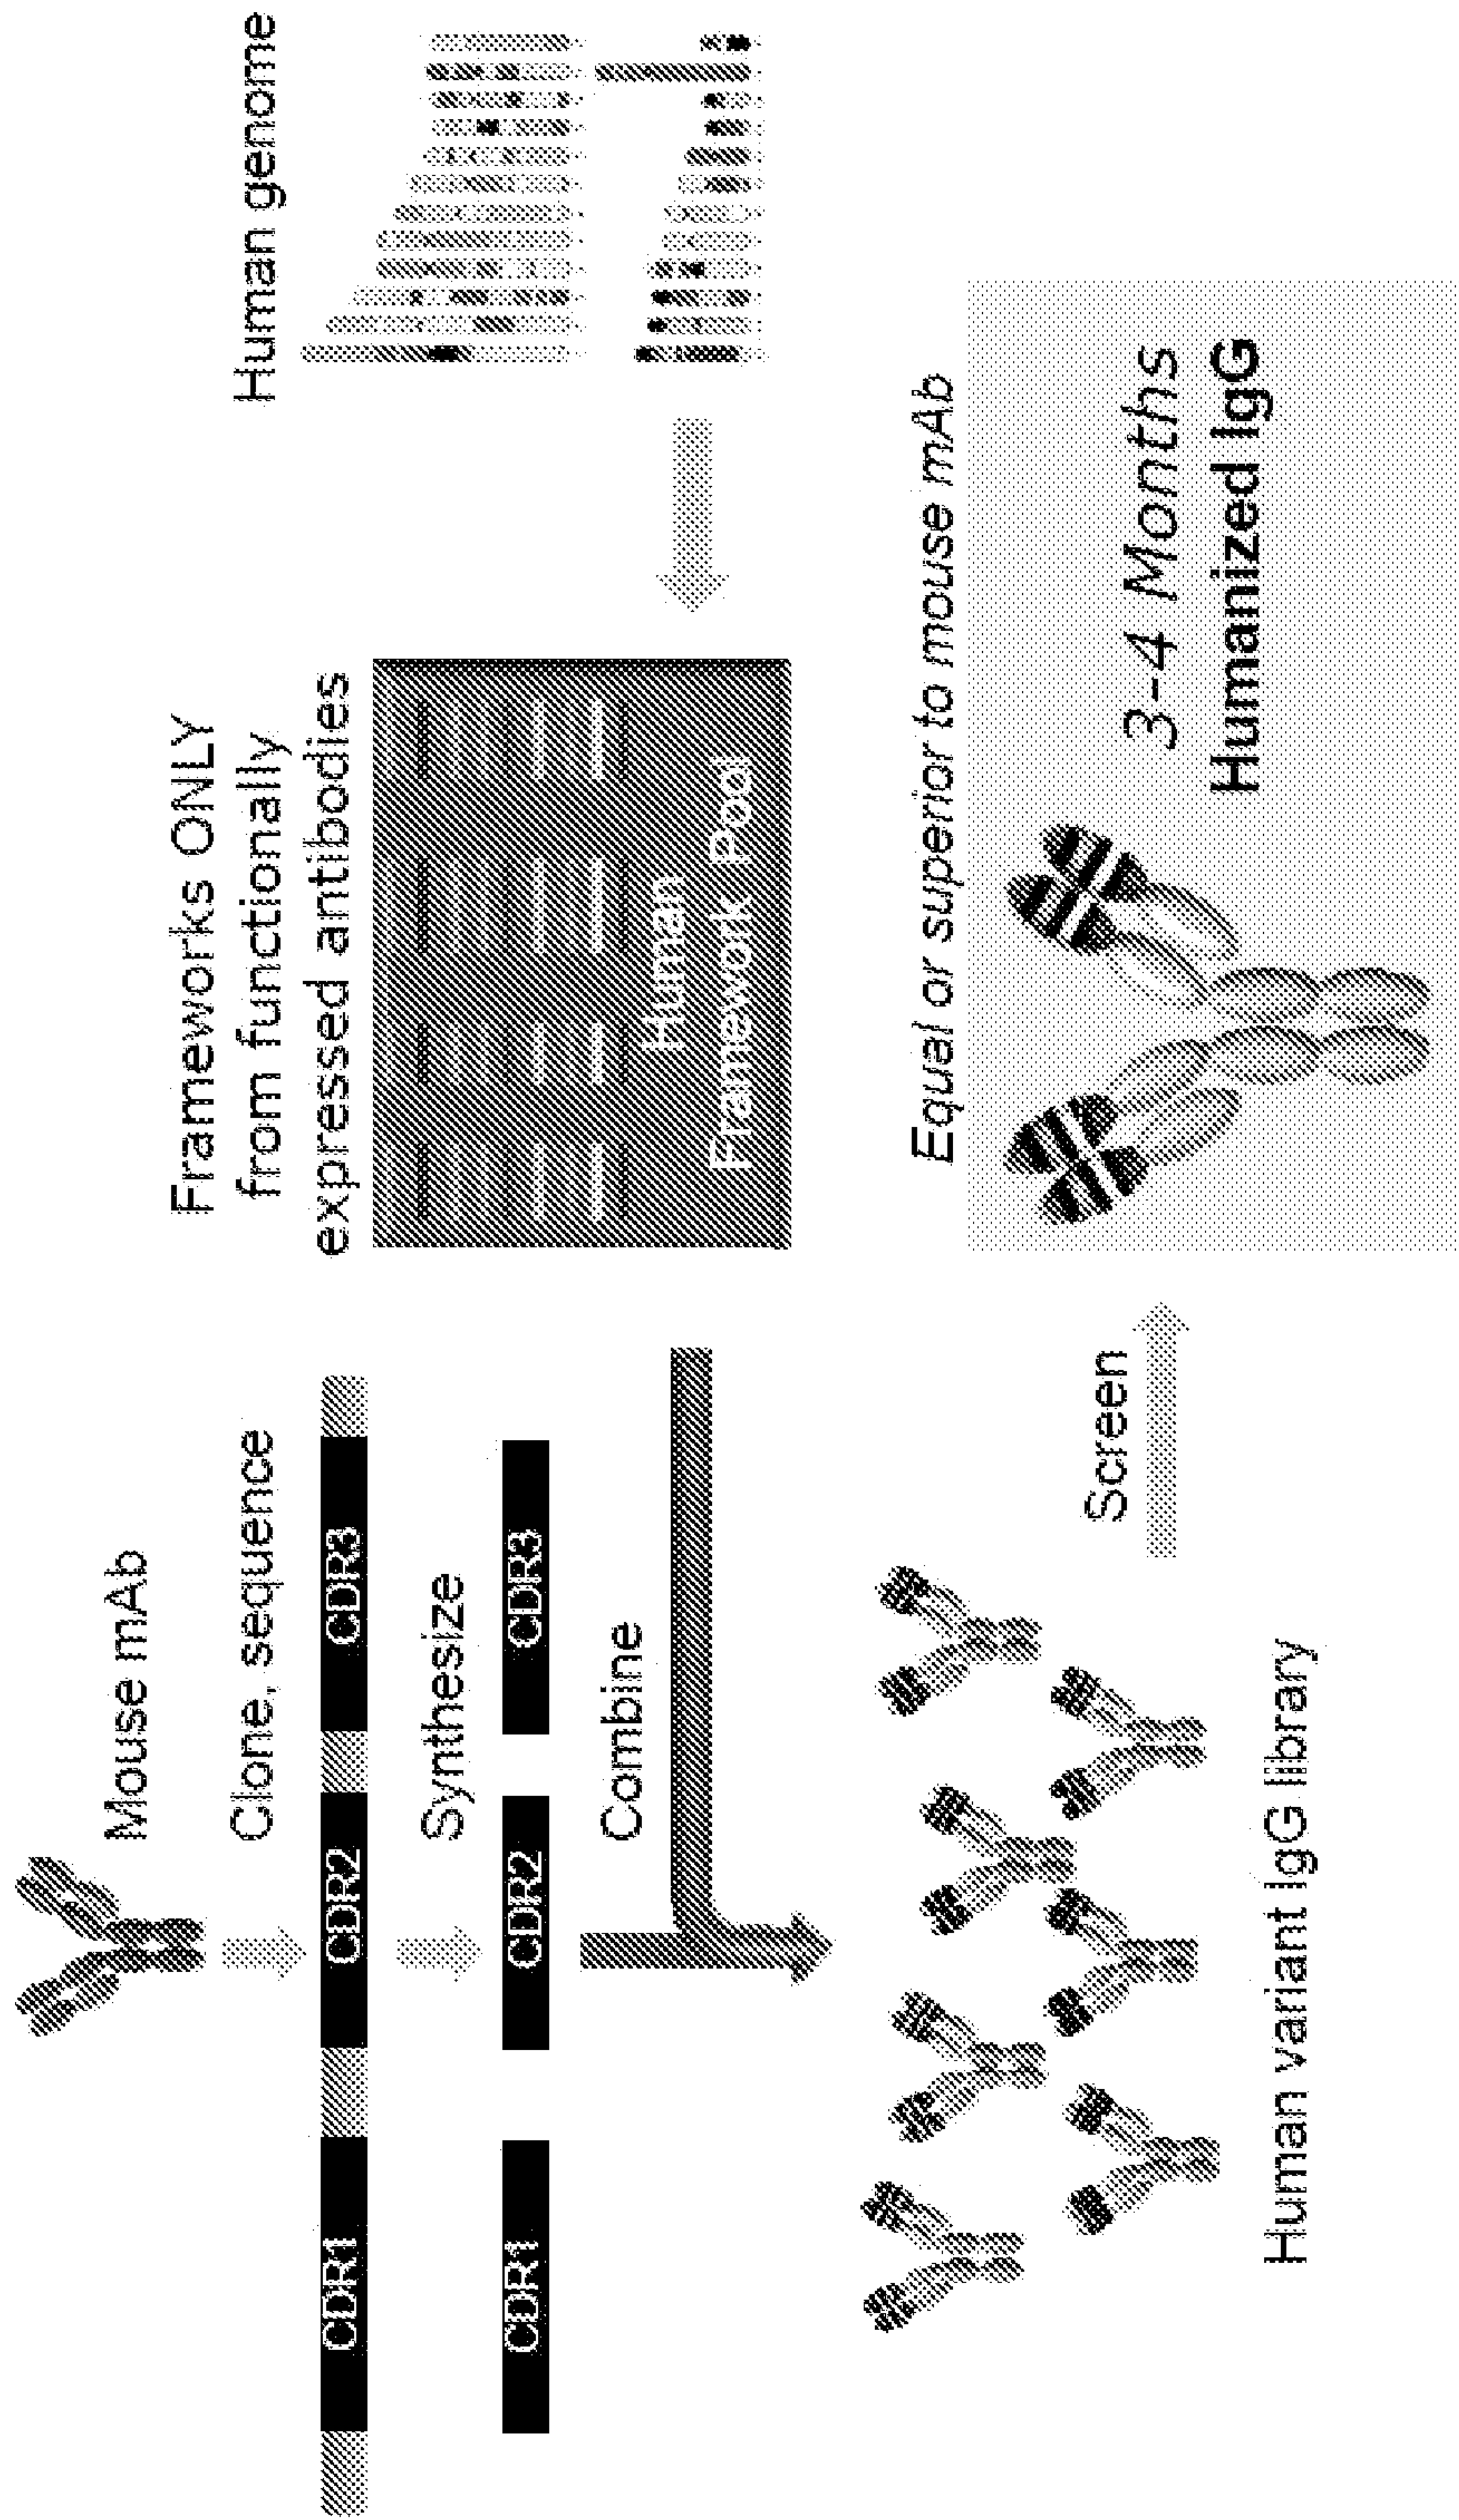 Mouse mAb
Clone, sequence
CDR1 CDR2 CDR3
Synthesize
CDR1 CDR2 CDR3
Combine
Frameworks ONLY
from functionally
expressed antibodies
Human
Framework Pool
Human genome
Human variant IgG library
Screen
Equal or superior to mouse mAb
3-4 Months
Humanized IgG